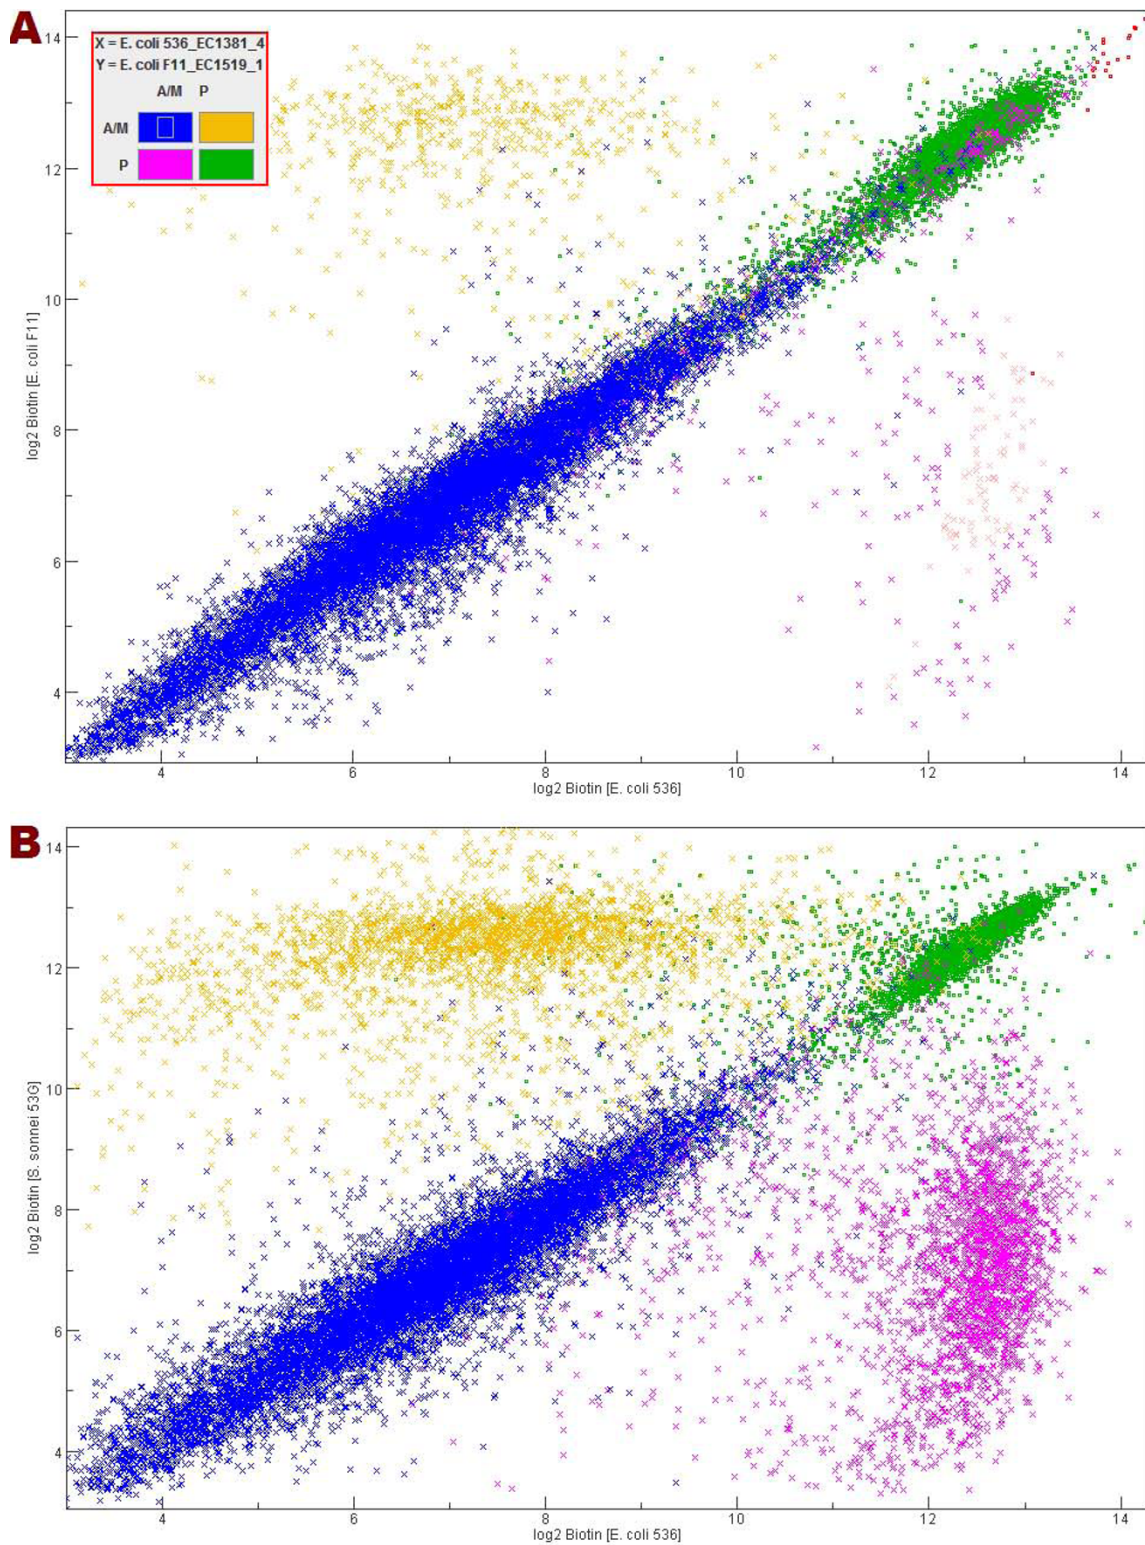 A
X = E. coli 536_EC1381_4
Y = E. coli F11_EC1519_1
A/M P
A/M
P
14
12
10
8
6
4
log2 Biotin [E. coli F11]
4 6 8 10 12 14
log2 Biotin [E. coli 536]
B
14
12
10
8
6
4
log2 Biotin [S. sonnei 53G]
4 6 8 10 12 14
log2 Biotin [E. coli 536]